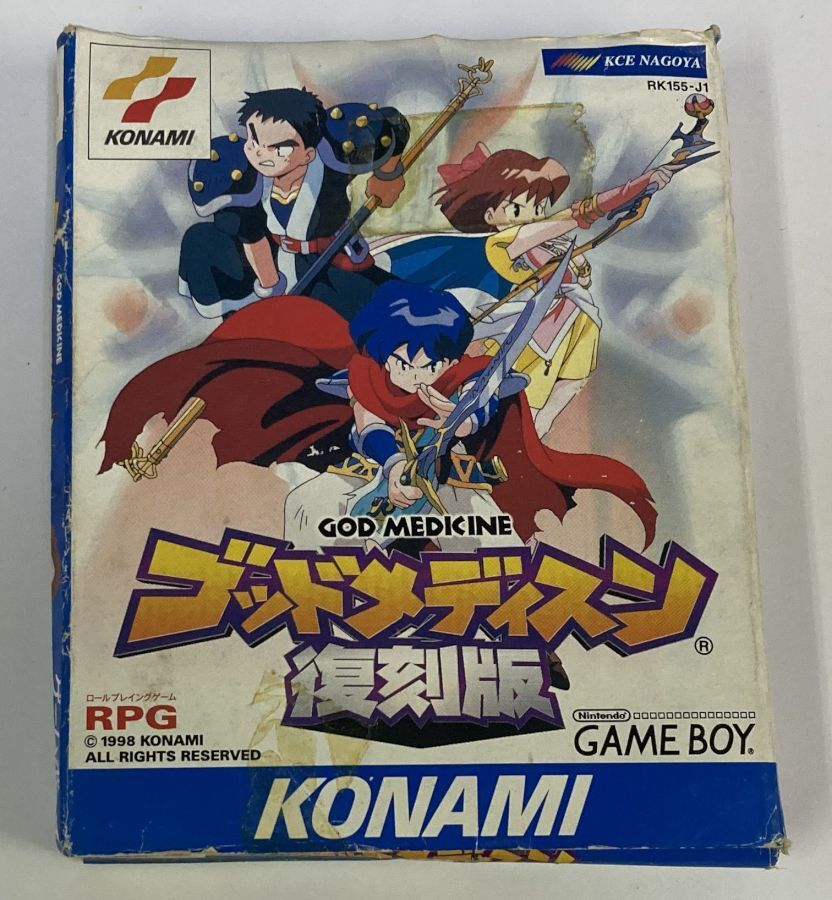 KONAMI
KCE NAGOYA
RK155-J1
GOD MEDICINE
GOD MEDICINE
ゴッドメディスン®
復刻版
ロールプレイングゲーム
RPG
© 1998 KONAMI
ALL RIGHTS RESERVED
Nintendo®
GAME BOY®
KONAMI